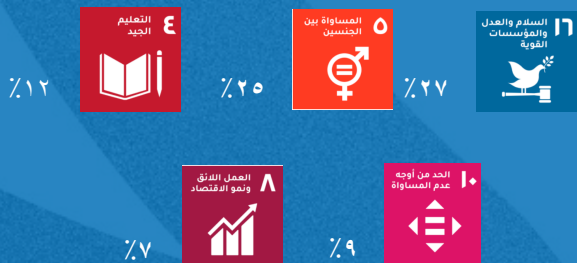 ١٦ السلام والعدل
والمؤسسات
القوية
٪٢٧
٥ المساواة بين
الجنسين
٪٢٥
٤ التعليم
الجيد
٪١٢
١٠ الحد من أوجه
عدم المساواة
٪٩
٨ العمل اللائق
ونمو الاقتصاد
٪٧